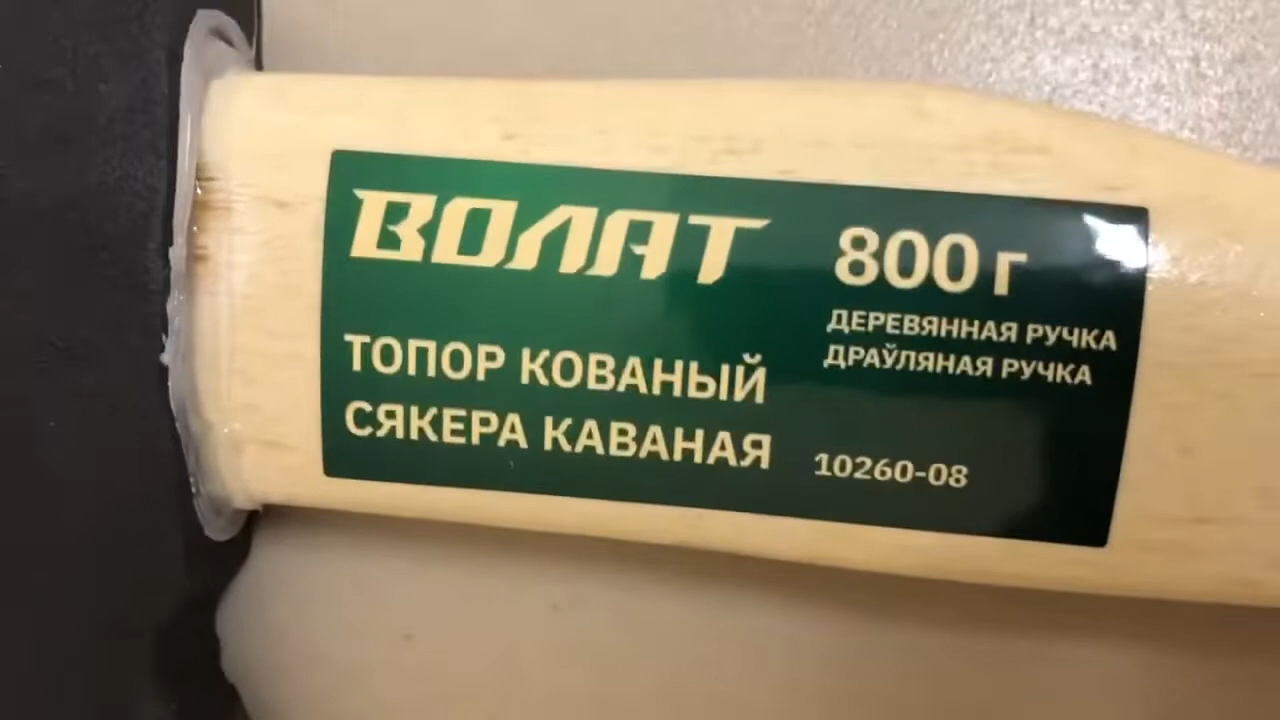 ВОЛАТ
800 г
ДЕРЕВЯННАЯ РУЧКА
ДРАЎЛЯНАЯ РУЧКА
ТОПОР КОВАНЫЙ
СЯКЕРА КАВАНАЯ
10260-08